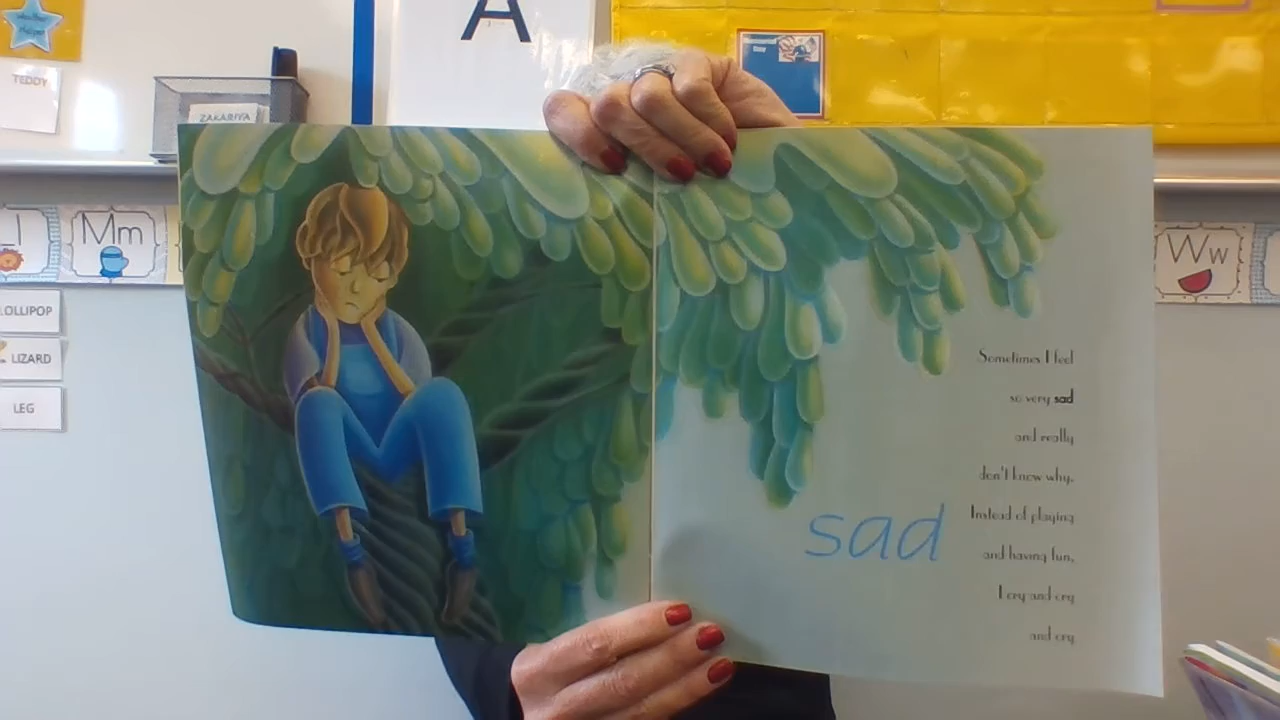 A
TEDDY
ZAKARIYA
Mm
LOLLIPOP
LIZARD
LEG
Ww
Sometimes I feel
so very sad
and really
don't know why.
Instead of playing
and having fun,
I cry and cry
and cry
sad